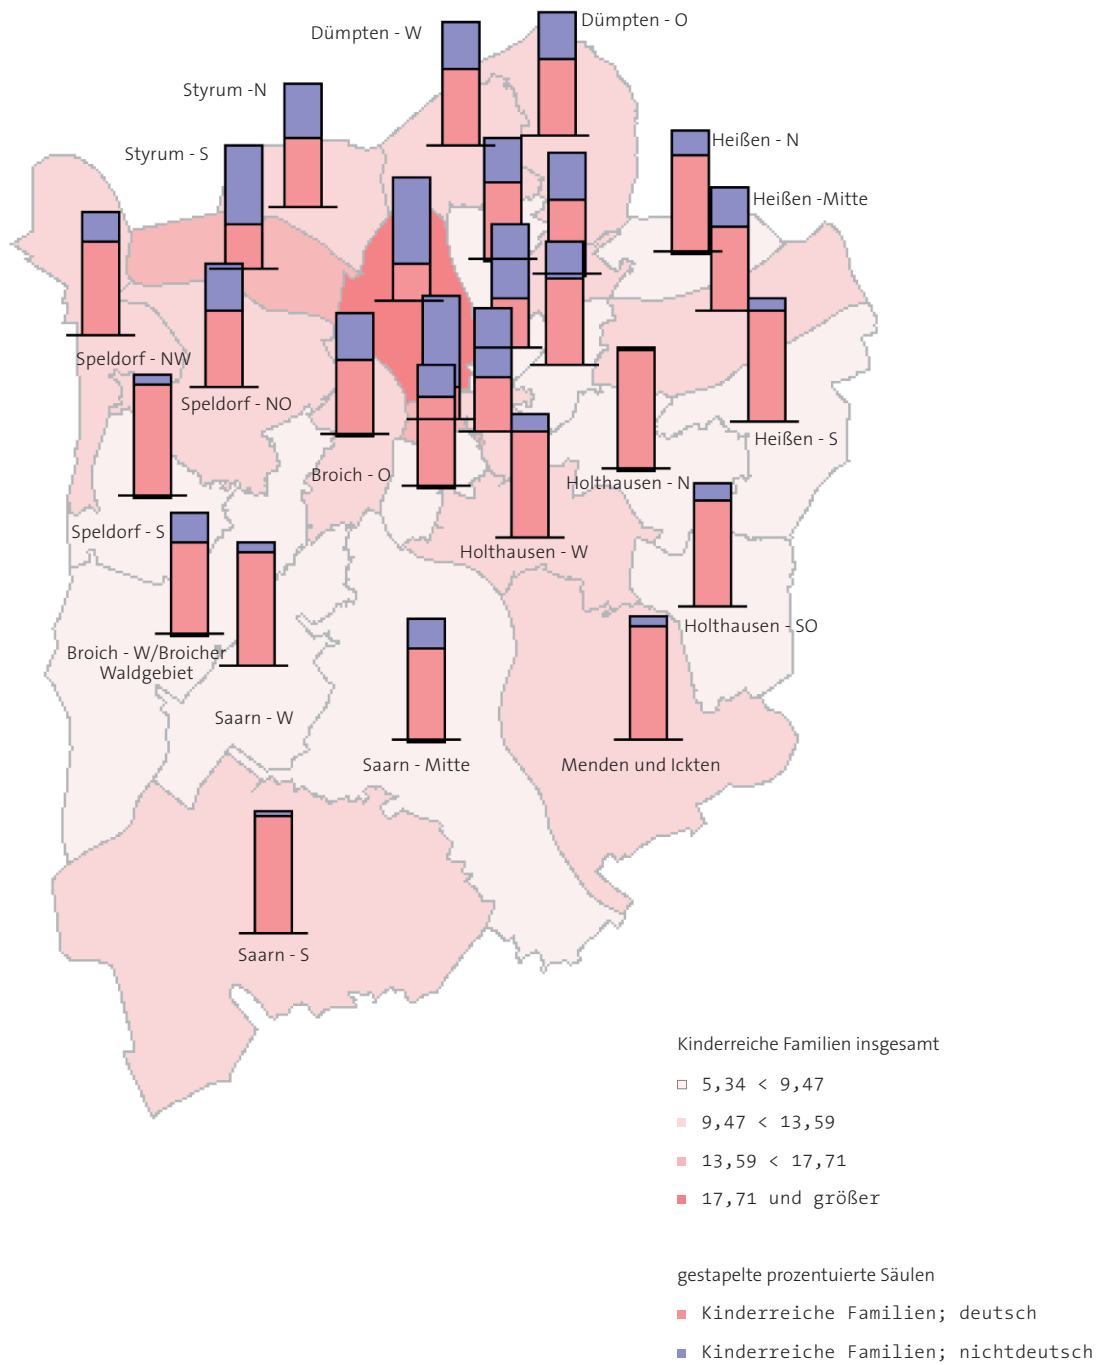 Dümpten - O
Dümpten - W
Styrum -N
Styrum - S
Heißen - N
Heißen -Mitte
Speldorf - NW
Speldorf - NO
Heißen - S
Broich - O
Holthausen - N
Speldorf - S
Holthausen - W
Holthausen - SO
Broich - W/Broicher
Waldgebiet
Saarn - W
Saarn - Mitte
Menden und Ickten
Saarn - S
Kinderreiche Familien insgesamt
5,34 < 9,47
9,47 < 13,59
13,59 < 17,71
17,71 und größer
gestapelte prozentuierte Säulen
Kinderreiche Familien; deutsch
Kinderreiche Familien; nichtdeutsch